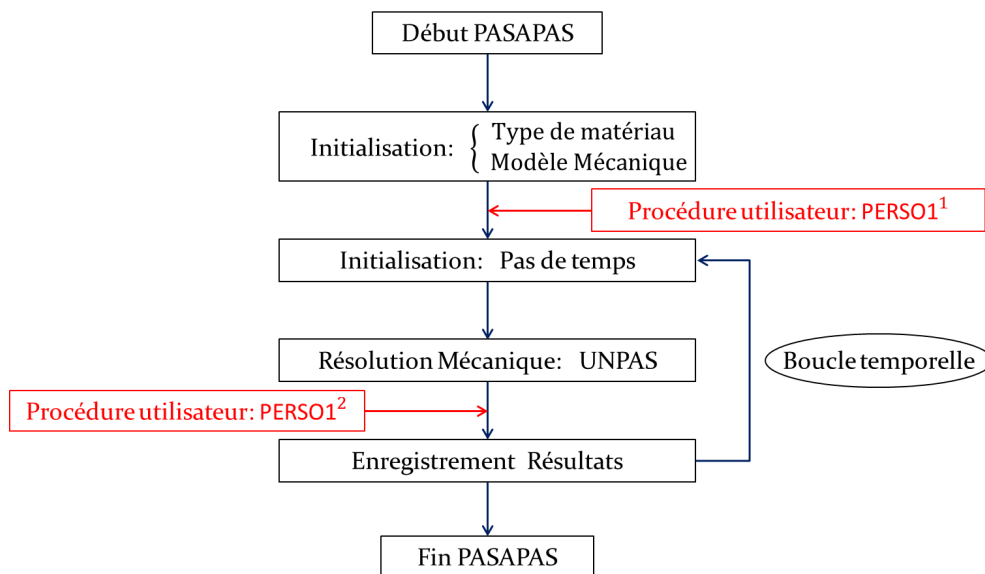 Début PASAPAS
Initialisation: { Type de matériau
Modèle Mécanique
Procédure utilisateur: PERSO1¹
Initialisation: Pas de temps
Résolution Mécanique: UNPAS
Boucle temporelle
Procédure utilisateur: PERSO1²
Enregistrement Résultats
Fin PASAPAS